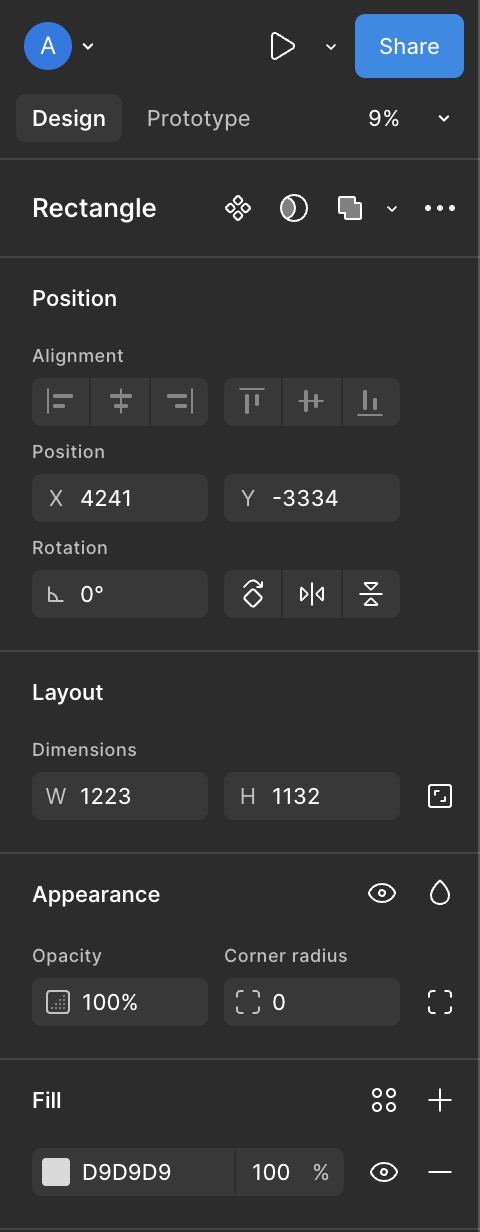 A
Share
Design Prototype 9%
Rectangle
Position
Alignment
Position
X 4241 Y -3334
Rotation
0°
Layout
Dimensions
W 1223 H 1132
Appearance
Opacity Corner radius
100% 0
Fill
D9D9D9 100 %